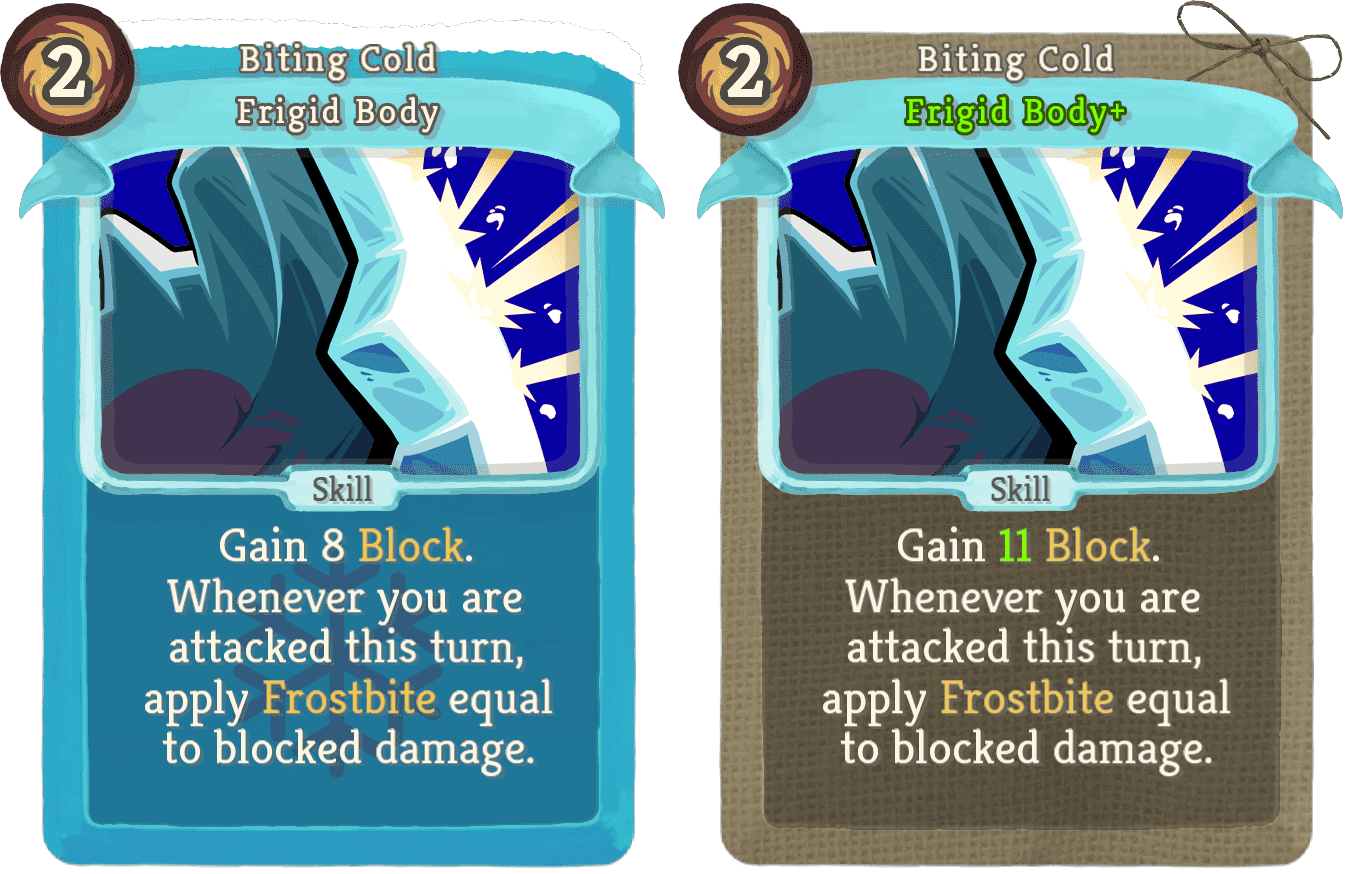 2
Biting Cold
Frigid Body
Skill
Gain 8 Block.
Whenever you are
attacked this turn,
apply Frostbite equal
to blocked damage.
2
Biting Cold
Frigid Body+
Skill
Gain 11 Block.
Whenever you are
attacked this turn,
apply Frostbite equal
to blocked damage.